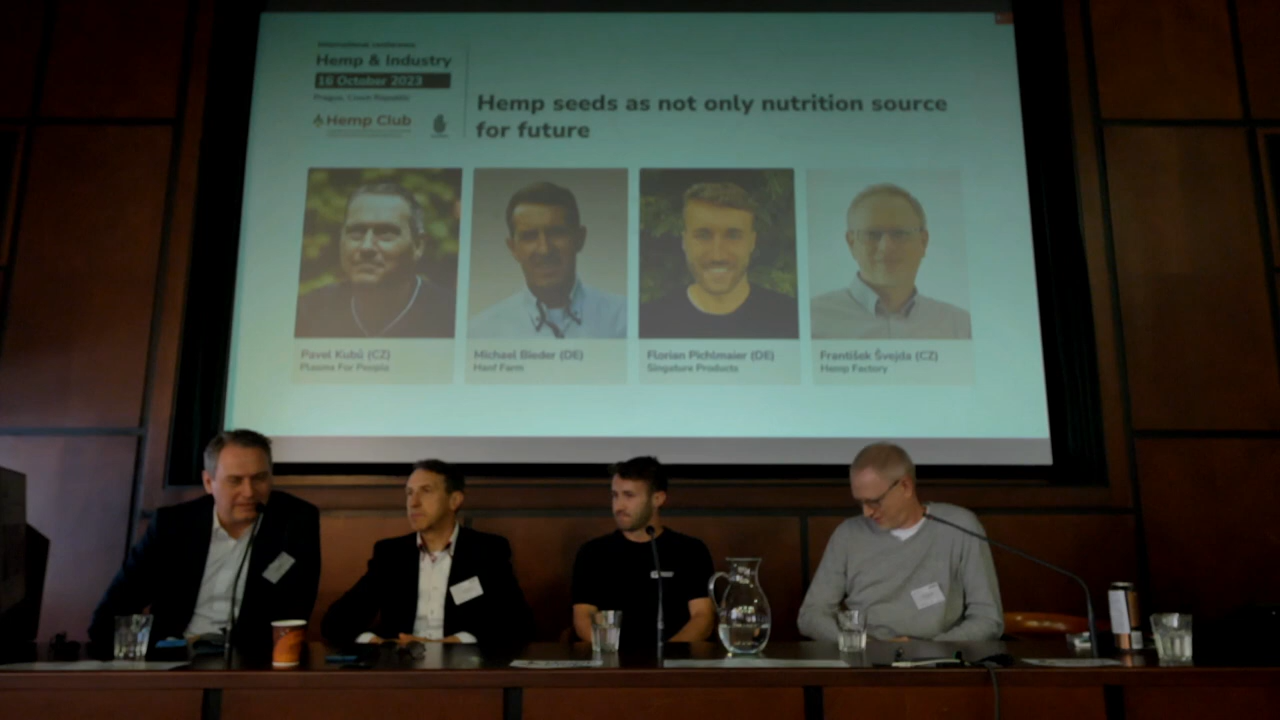 International conference
Hemp & Industry
16 October 2023
Prague, Czech Republic
Hemp Club
Hemp seeds as not only nutrition source
for future
Pavel Kubů (CZ)
Plasma For People
Michael Bieder (DE)
Hanf Farm
Florian Pichlmaier (DE)
Singature Products
František Švejda (CZ)
Hemp Factory